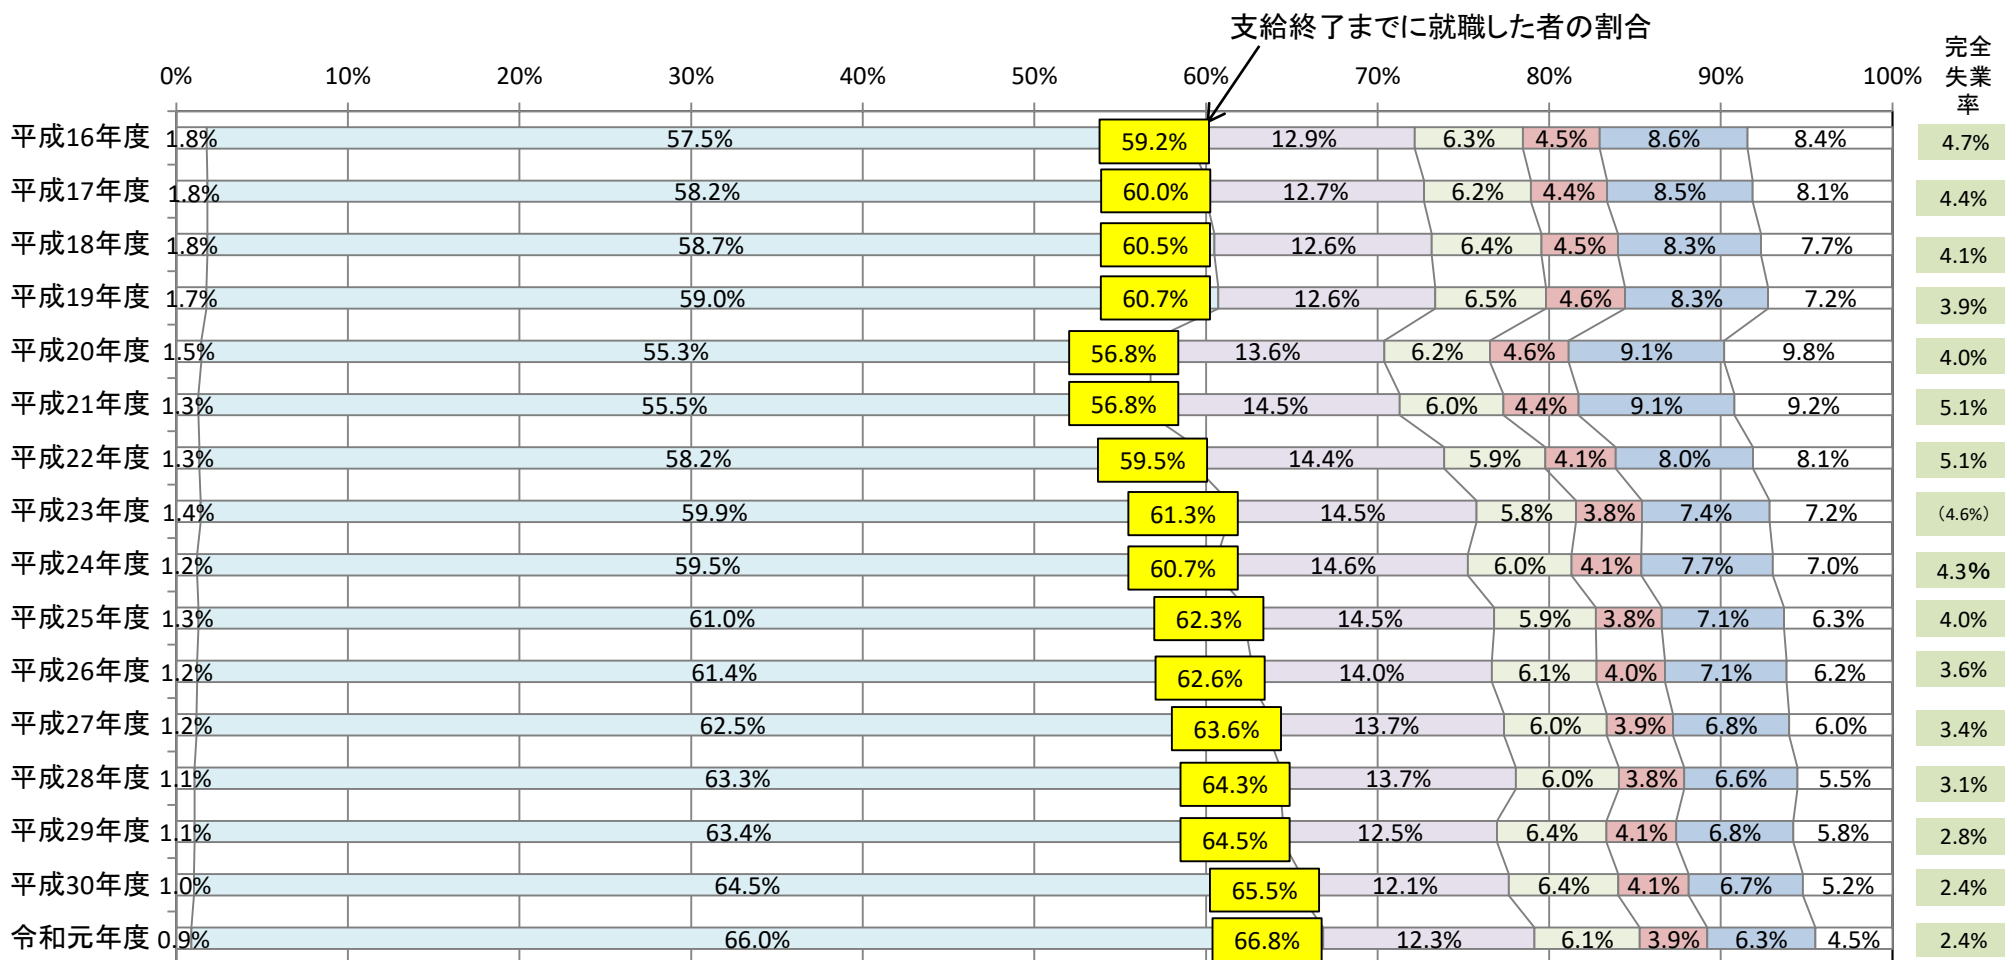 支給終了までに就職した者の割合
完全
失業
率
0% 10% 20% 30% 40% 50% 60% 70% 80% 90% 100%
平成16年度 1.8% 57.5% 59.2% 12.9% 6.3% 4.5% 8.6% 8.4% 4.7%
平成17年度 1.8% 58.2% 60.0% 12.7% 6.2% 4.4% 8.5% 8.1% 4.4%
平成18年度 1.8% 58.7% 60.5% 12.6% 6.4% 4.5% 8.3% 7.7% 4.1%
平成19年度 1.7% 59.0% 60.7% 12.6% 6.5% 4.6% 8.3% 7.2% 3.9%
平成20年度 1.5% 55.3% 56.8% 13.6% 6.2% 4.6% 9.1% 9.8% 4.0%
平成21年度 1.3% 55.5% 56.8% 14.5% 6.0% 4.4% 9.1% 9.2% 5.1%
平成22年度 1.3% 58.2% 59.5% 14.4% 5.9% 4.1% 8.0% 8.1% 5.1%
平成23年度 1.4% 59.9% 61.3% 14.5% 5.8% 3.8% 7.4% 7.2% （4.6%）
平成24年度 1.2% 59.5% 60.7% 14.6% 6.0% 4.1% 7.7% 7.0% 4.3%
平成25年度 1.3% 61.0% 62.3% 14.5% 5.9% 3.8% 7.1% 6.3% 4.0%
平成26年度 1.2% 61.4% 62.6% 14.0% 6.1% 4.0% 7.1% 6.2% 3.6%
平成27年度 1.2% 62.5% 63.6% 13.7% 6.0% 3.9% 6.8% 6.0% 3.4%
平成28年度 1.1% 63.3% 64.3% 13.7% 6.0% 3.8% 6.6% 5.5% 3.1%
平成29年度 1.1% 63.4% 64.5% 12.5% 6.4% 4.1% 6.8% 5.8% 2.8%
平成30年度 1.0% 64.5% 65.5% 12.1% 6.4% 4.1% 6.7% 5.2% 2.4%
令和元年度 0.9% 66.0% 66.8% 12.3% 6.1% 3.9% 6.3% 4.5% 2.4%